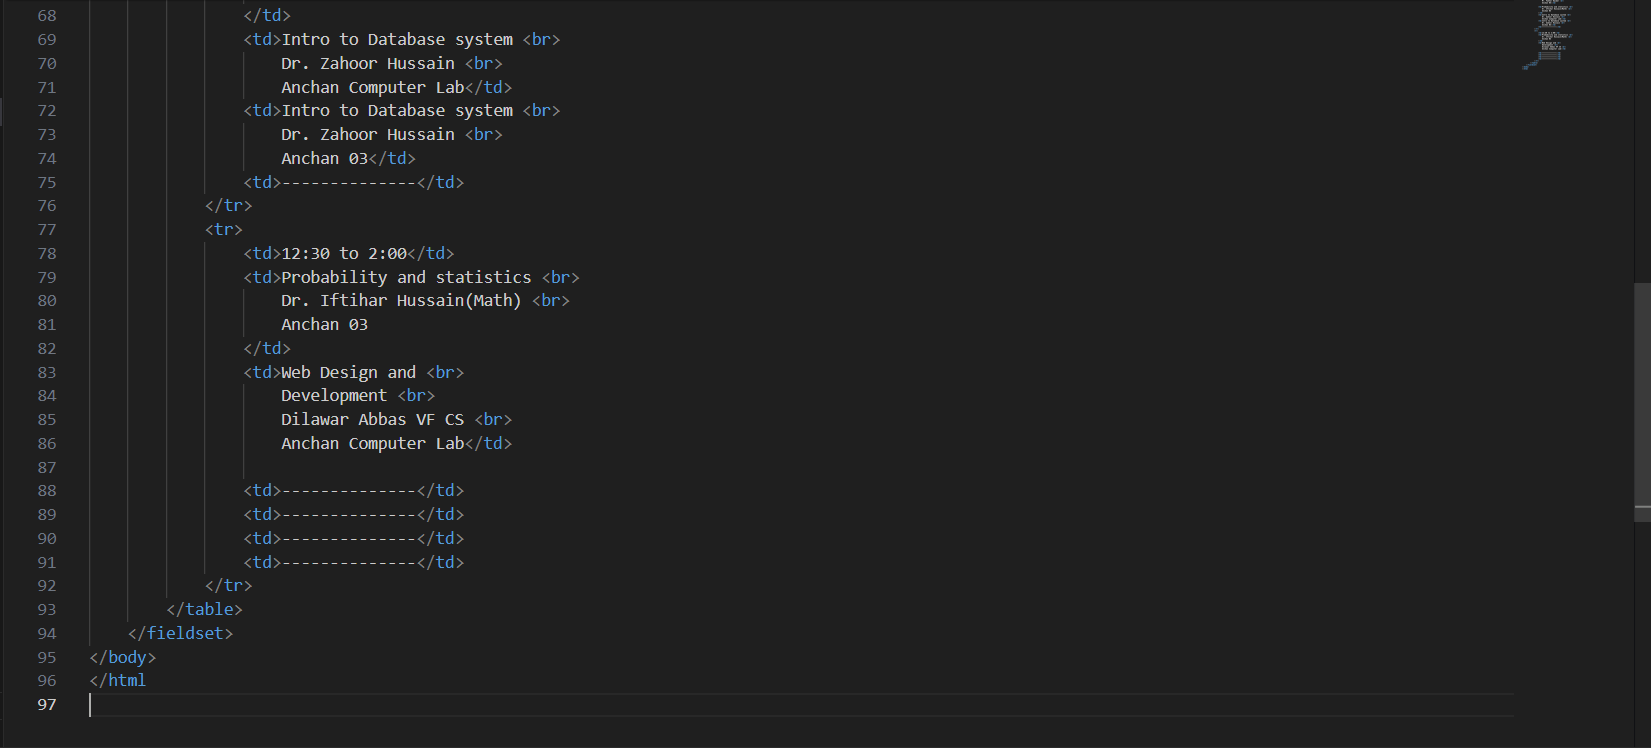 68 </td>
69 <td>Intro to Database system <br>
70 Dr. Zahoor Hussain <br>
71 Anchan Computer Lab</td>
72 <td>Intro to Database system <br>
73 Dr. Zahoor Hussain <br>
74 Anchan 03</td>
75 <td>--------------</td>
76 </tr>
77 <tr>
78 <td>12:30 to 2:00</td>
79 <td>Probability and statistics <br>
80 Dr. Iftihar Hussain(Math) <br>
81 Anchan 03
82 </td>
83 <td>Web Design and <br>
84 Development <br>
85 Dilawar Abbas VF CS <br>
86 Anchan Computer Lab</td>
87
88 <td>--------------</td>
89 <td>--------------</td>
90 <td>--------------</td>
91 <td>--------------</td>
92 </tr>
93 </table>
94 </fieldset>
95 </body>
96 </html
97